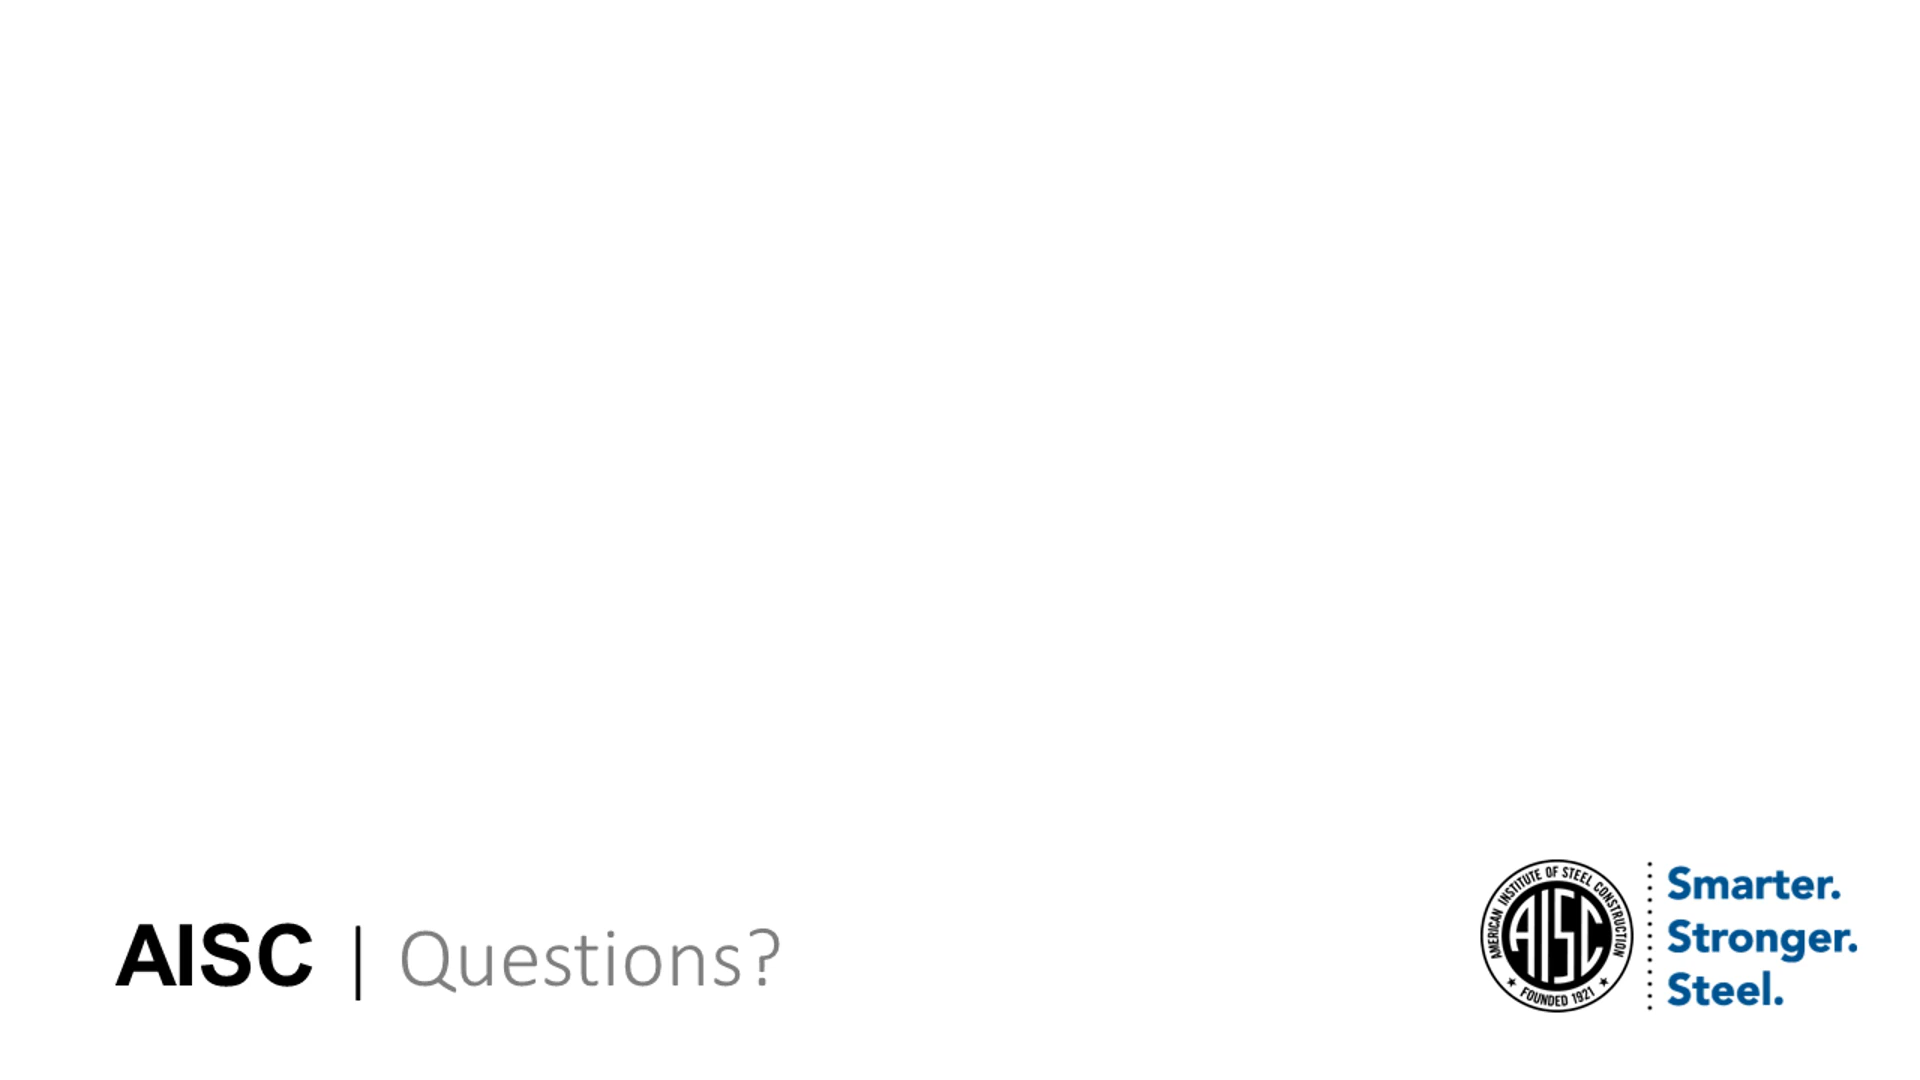 AISC | Questions?
AMERICAN INSTITUTE OF STEEL CONSTRUCTION
AISC
FOUNDED 1921
Smarter.
Stronger.
Steel.